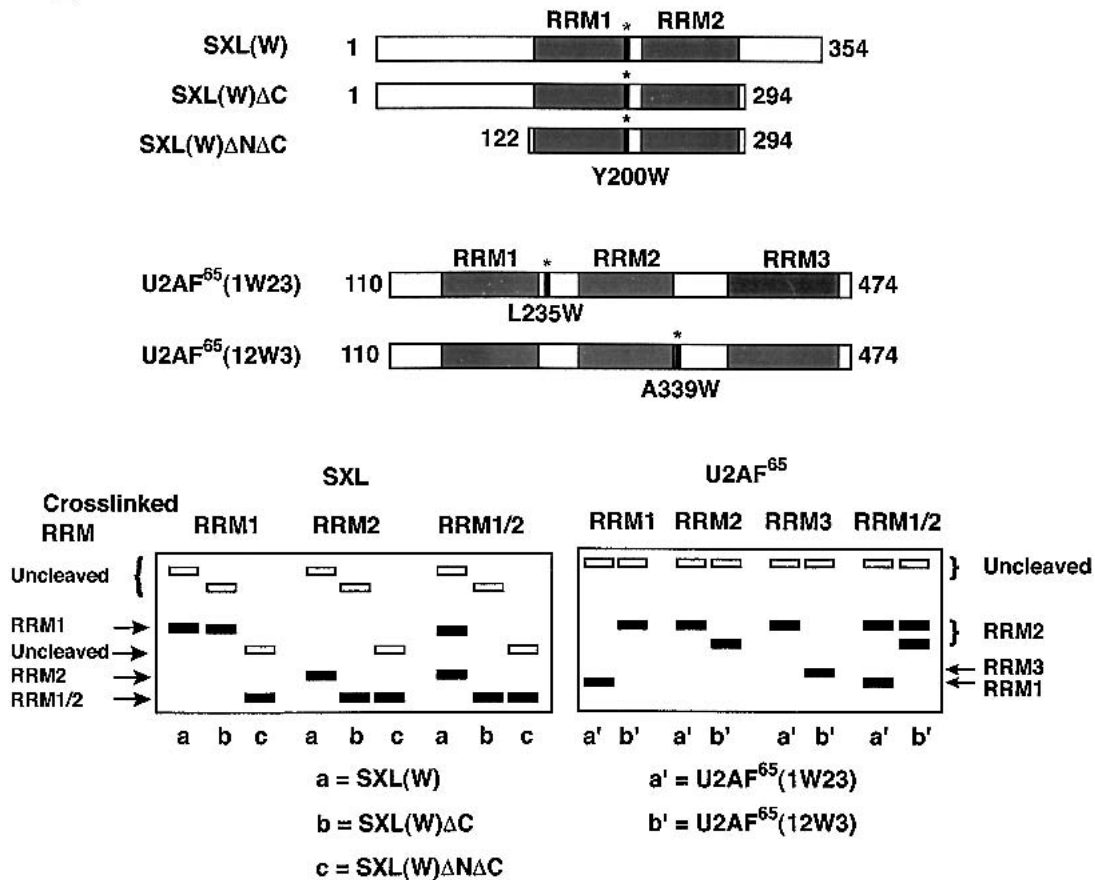 RRM1 * RRM2
SXL(W) 1 354
*
SXL(W)ΔC 1 294
*
SXL(W)ΔNΔC 122 294
Y200W
RRM1 * RRM2 RRM3
U2AF65(1W23) 110 474
L235W
*
U2AF65(12W3) 110 474
A339W
SXL
U2AF65
Crosslinked
RRM
RRM1 RRM2 RRM1/2
RRM1 RRM2 RRM3 RRM1/2
Uncleaved {
} Uncleaved
RRM1
Uncleaved
RRM2
RRM1/2
} RRM2
RRM3
RRM1
a b c a b c a b c
a' b' a' b' a' b' a' b'
a = SXL(W)
b = SXL(W)ΔC
c = SXL(W)ΔNΔC
a' = U2AF65(1W23)
b' = U2AF65(12W3)